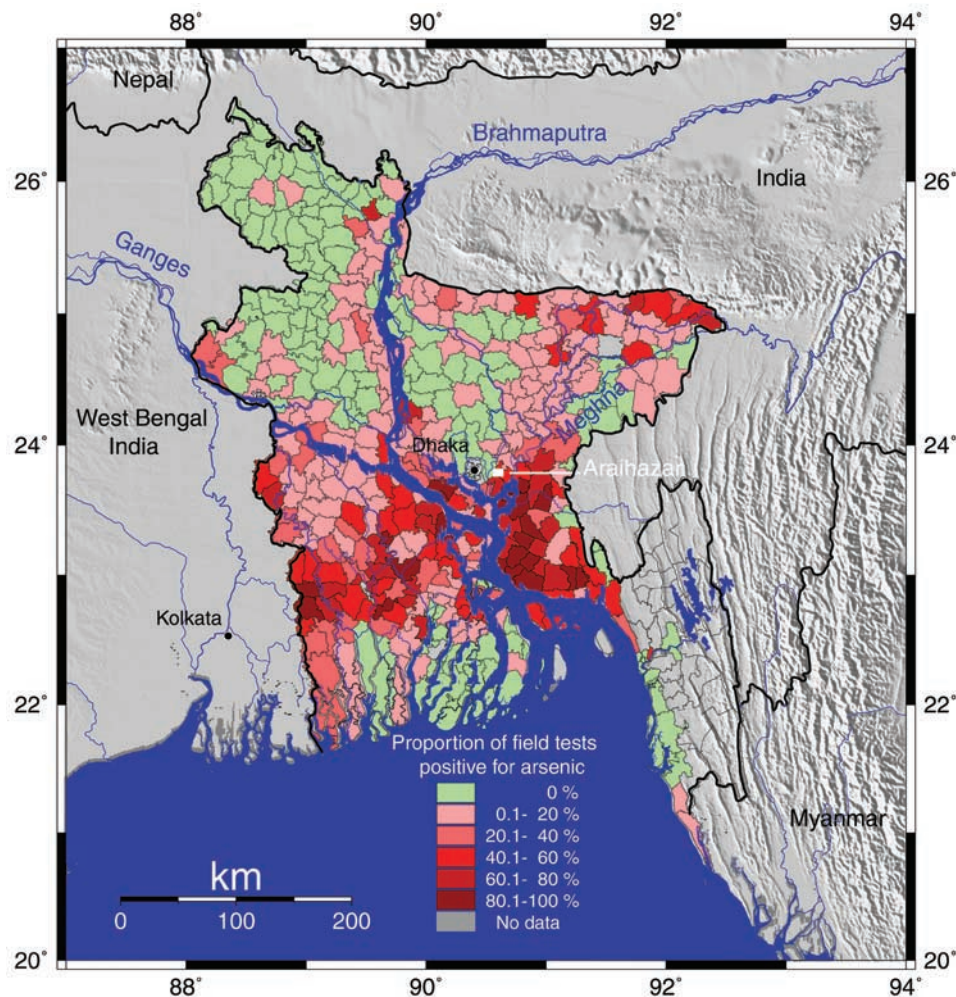 88° 90° 92° 94°
Nepal
Brahmaputra
India
26° 26°
Ganges
Meghna
West Bengal
India
24° 24°
Dhaka
Araihazar
Kolkata
22° 22°
Proportion of field tests
positive for arsenic
0 %
0.1- 20 %
20.1- 40 %
40.1- 60 %
60.1- 80 %
80.1-100 %
No data
Myanmar
km
0 100 200
20° 20°
88° 90° 92° 94°